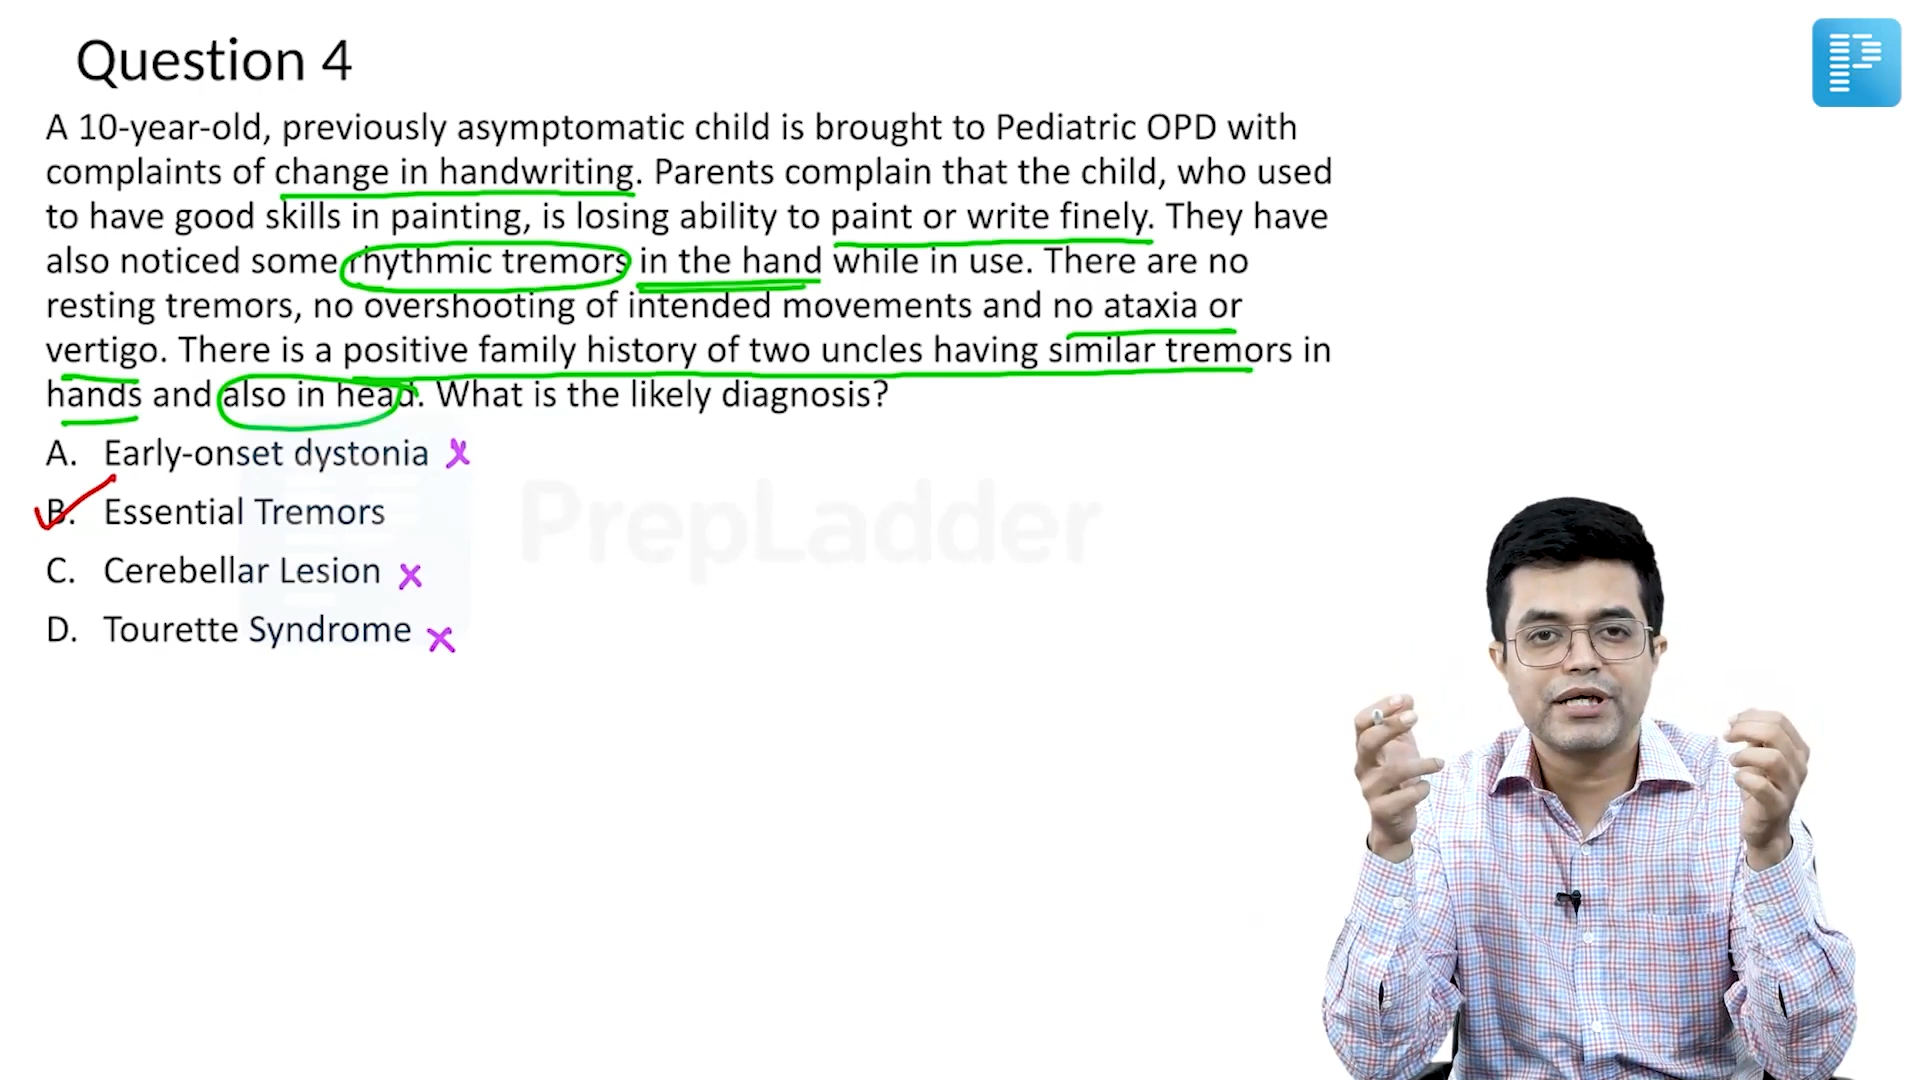 Question 4
A 10-year-old, previously asymptomatic child is brought to Pediatric OPD with
complaints of change in handwriting. Parents complain that the child, who used
to have good skills in painting, is losing ability to paint or write finely. They have
also noticed some rhythmic tremors in the hand while in use. There are no
resting tremors, no overshooting of intended movements and no ataxia or
vertigo. There is a positive family history of two uncles having similar tremors in
hands and also in head. What is the likely diagnosis?
A. Early-onset dystonia
B. Essential Tremors
C. Cerebellar Lesion
D. Tourette Syndrome
PrepLadder